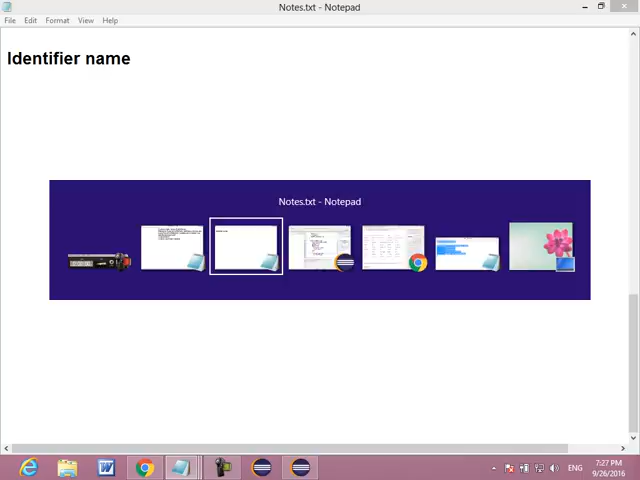 Notes.txt - Notepad
File Edit Format View Help
Identifier name
Notes.txt - Notepad
ENG
7:27 PM
9/26/2016